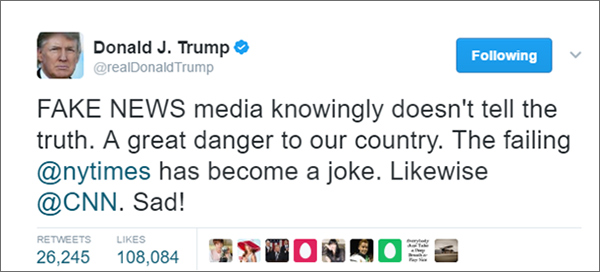 Donald J. Trump
@realDonaldTrump
Following
FAKE NEWS media knowingly doesn't tell the
truth. A great danger to our country. The failing
@nytimes has become a joke. Likewise
@CNN. Sad!
RETWEETS LIKES
26,245 108,084